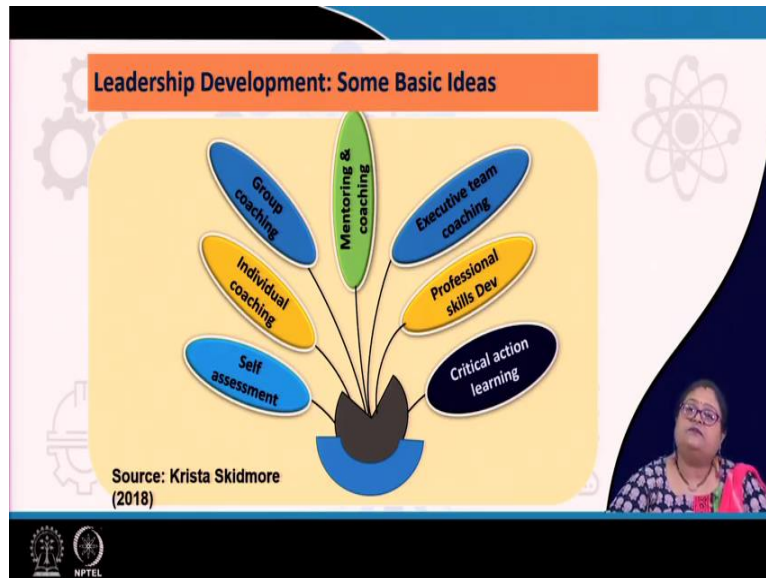 Leadership Development: Some Basic Ideas
Group
coaching
Mentoring &
coaching
Executive team
coaching
Individual
coaching
Professional
skills Dev
Self
assessment
Critical action
learning
Source: Krista Skidmore
(2018)
NPTEL